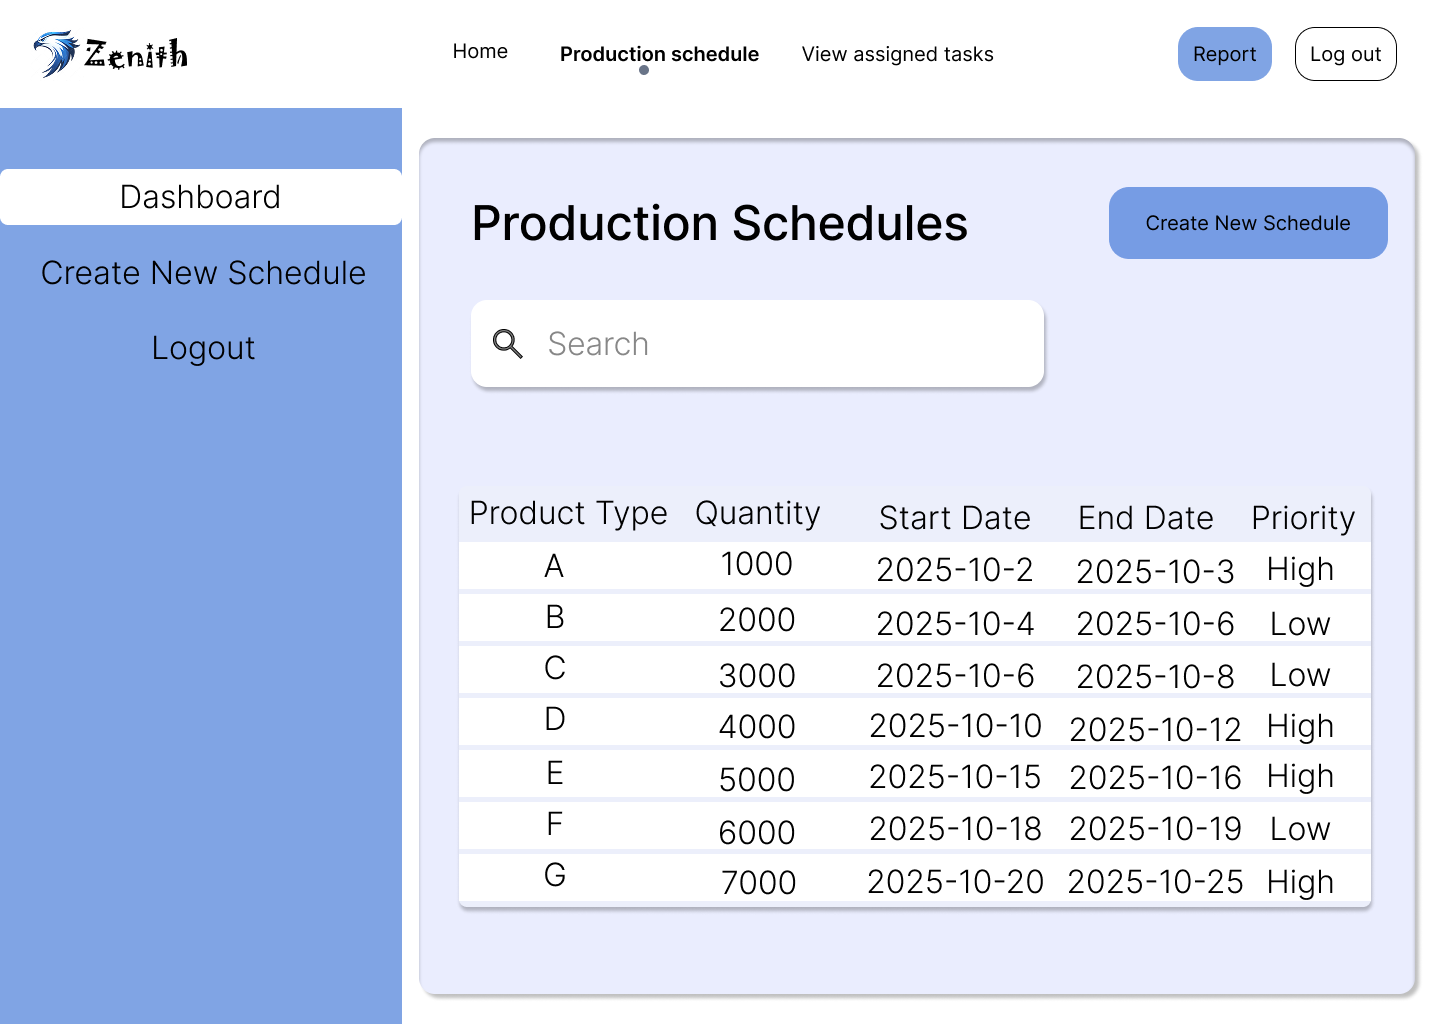 Zenith
Home Production schedule View assigned tasks Report Log out
Dashboard
Create New Schedule
Logout
Production Schedules
Create New Schedule
Search
Product Type Quantity Start Date End Date Priority
A 1000 2025-10-2 2025-10-3 High
B 2000 2025-10-4 2025-10-6 Low
C 3000 2025-10-6 2025-10-8 Low
D 4000 2025-10-10 2025-10-12 High
E 5000 2025-10-15 2025-10-16 High
F 6000 2025-10-18 2025-10-19 Low
G 7000 2025-10-20 2025-10-25 High